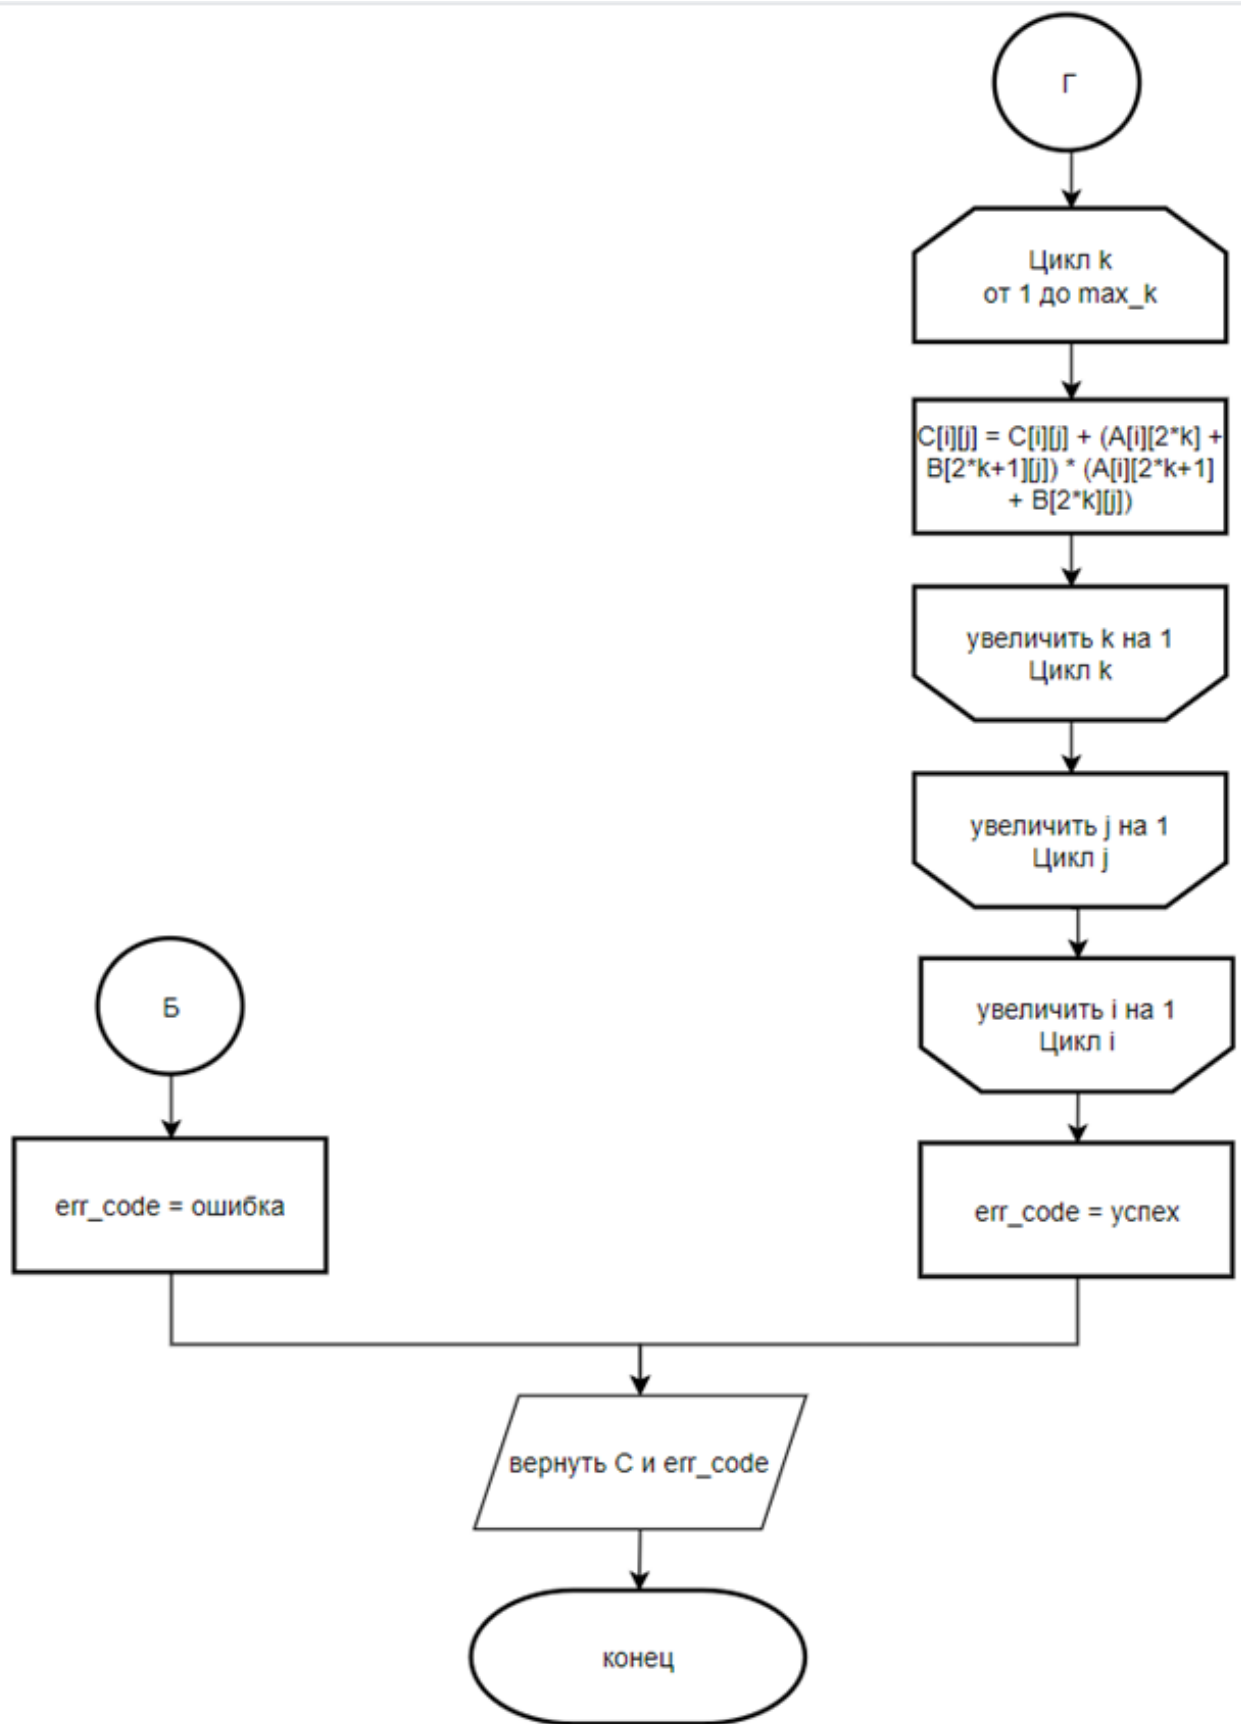 Г
Цикл k
от 1 до max_k
C[i][j] = C[i][j] + (A[i][2*k] +
B[2*k+1][j]) * (A[i][2*k+1]
+ B[2*k][j])
увеличить k на 1
Цикл k
увеличить j на 1
Цикл j
увеличить i на 1
Цикл i
Б
err_code = ошибка
err_code = успех
вернуть C и err_code
конец